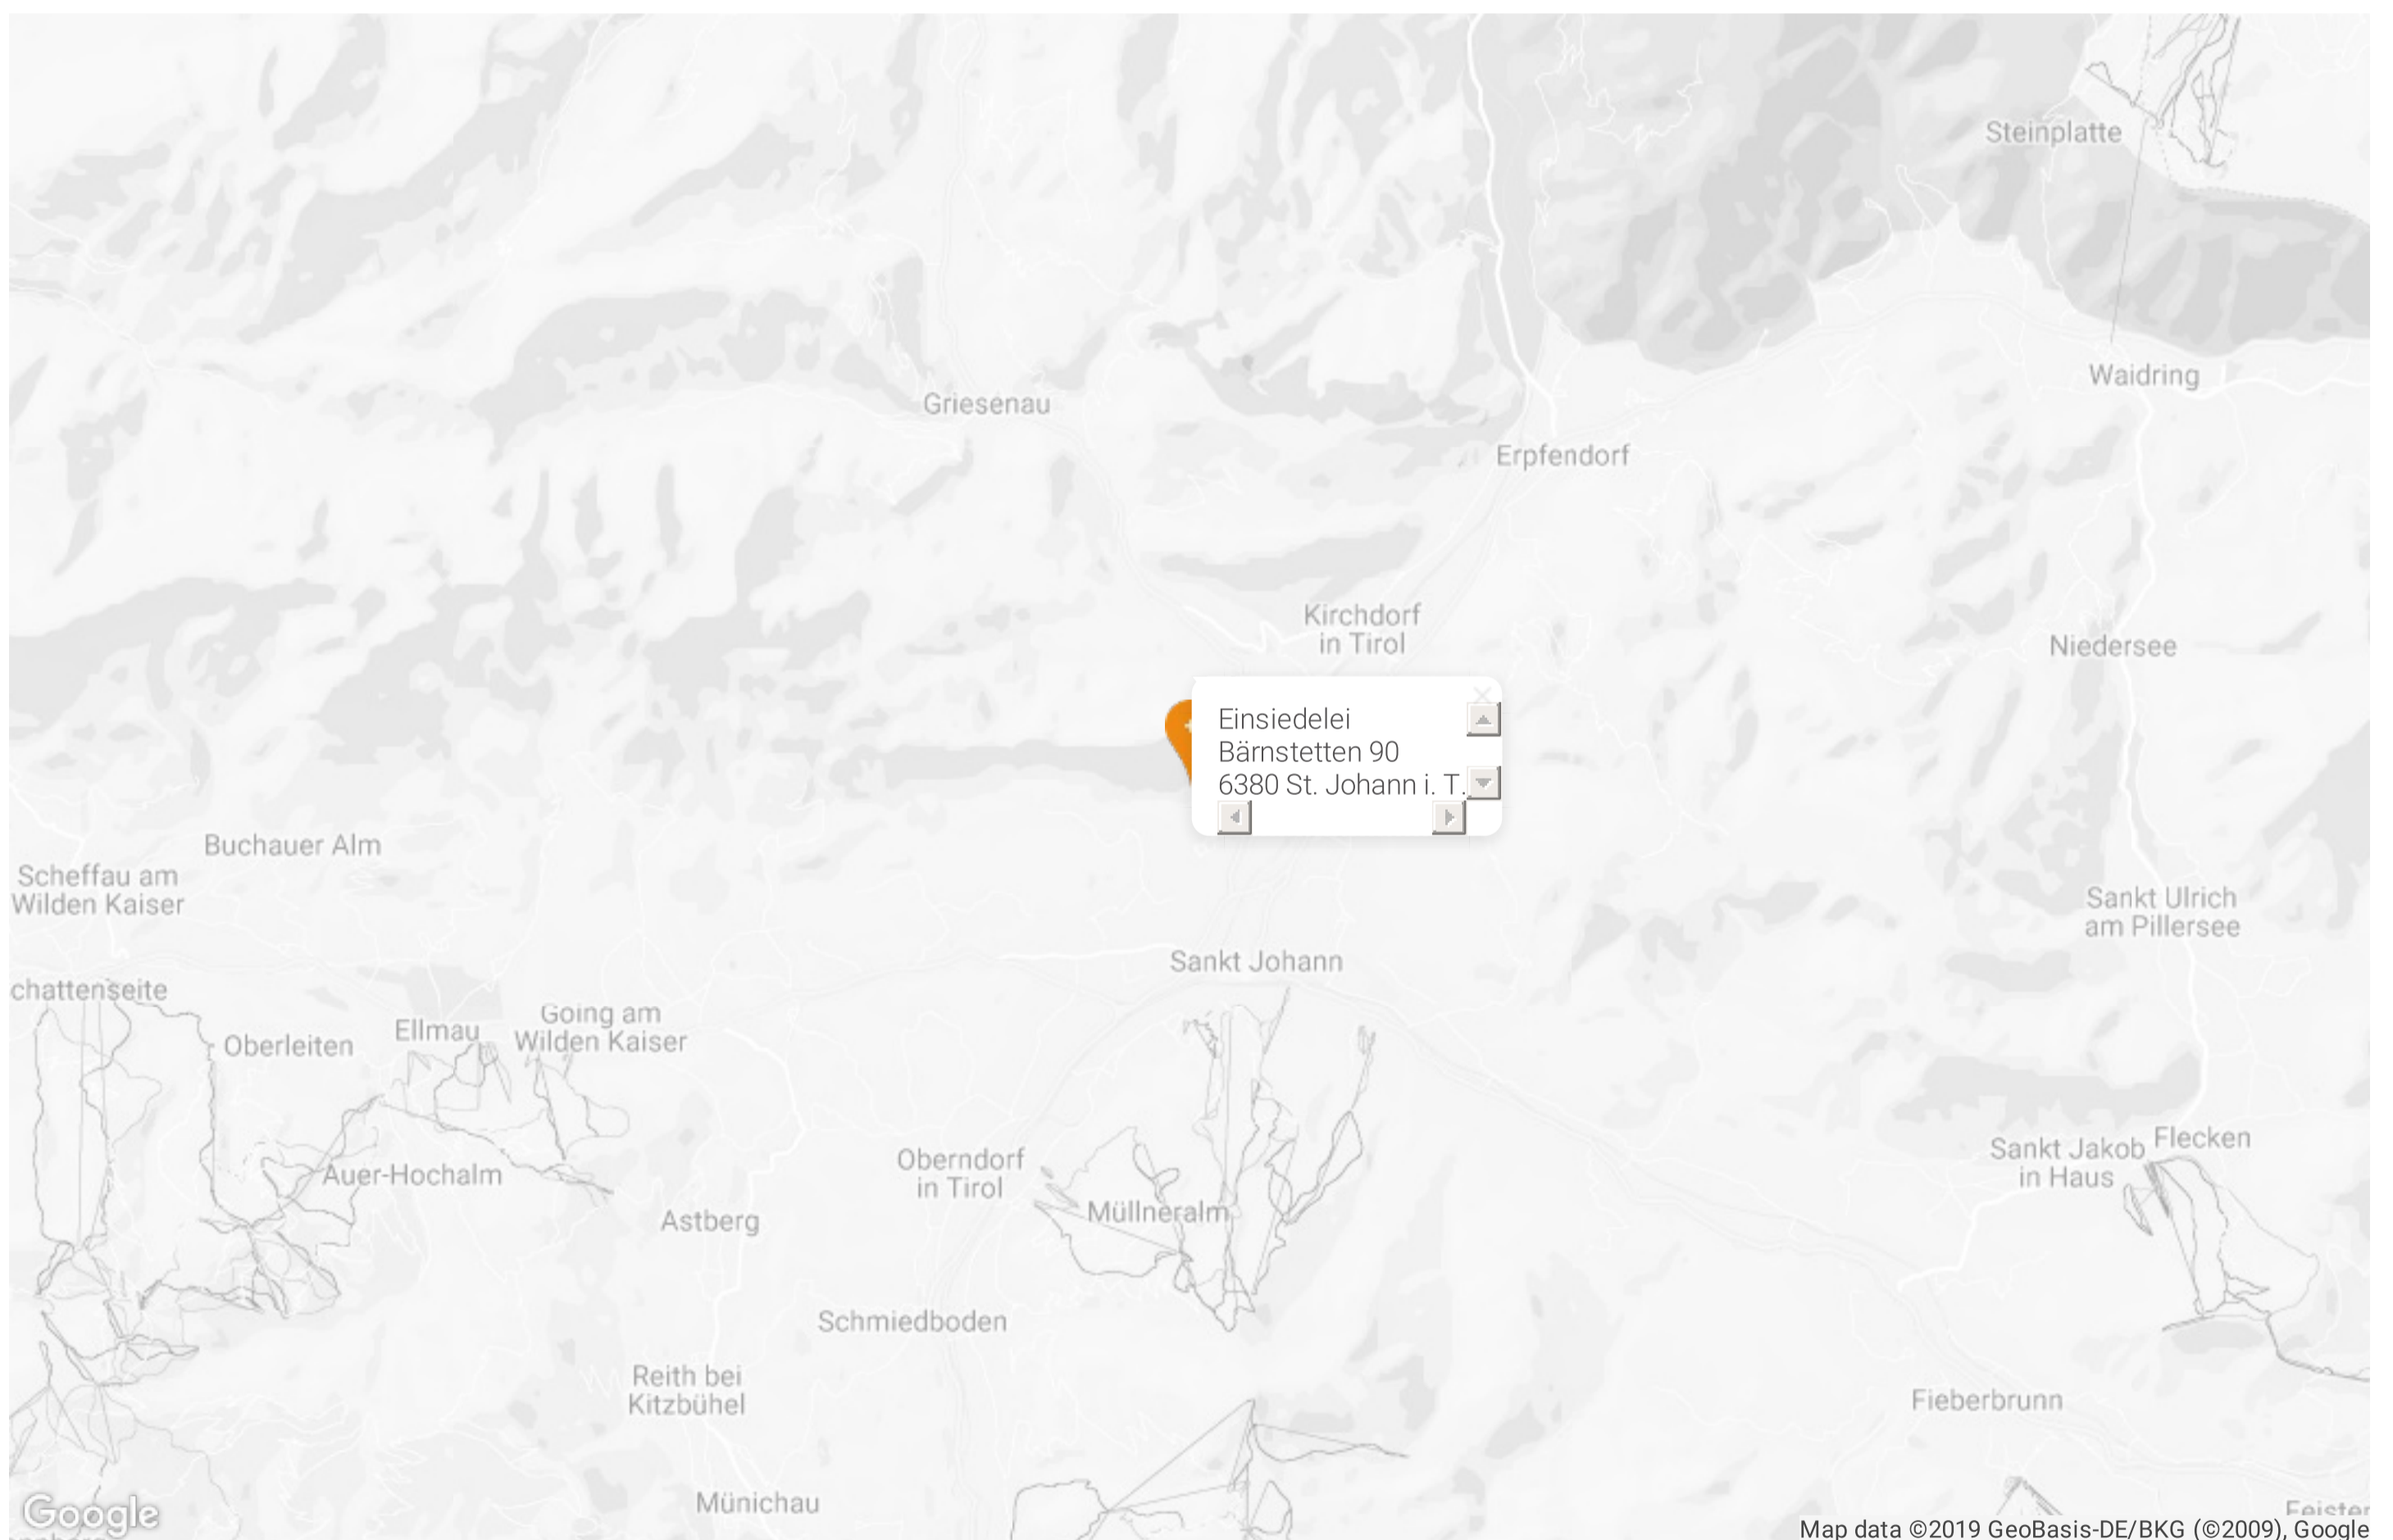 Steinplatte
Waidring
Griesenau
Erpfendorf
Kirchdorf
in Tirol
Niedersee
Einsiedelei
Bärnstetten 90
6380 St. Johann i. T.
Buchauer Alm
Scheffau am
Wilden Kaiser
Sankt Ulrich
am Pillersee
Sankt Johann
chattenseite
Going am
Wilden Kaiser
Ellmau
Oberleiten
Flecken
Sankt Jakob
in Haus
Oberndorf
in Tirol
Auer-Hochalm
Müllneralm
Astberg
Schmiedboden
Reith bei
Kitzbühel
Fieberbrunn
Münichau
Google
Map data ©2019 GeoBasis-DE/BKG (©2009), Google